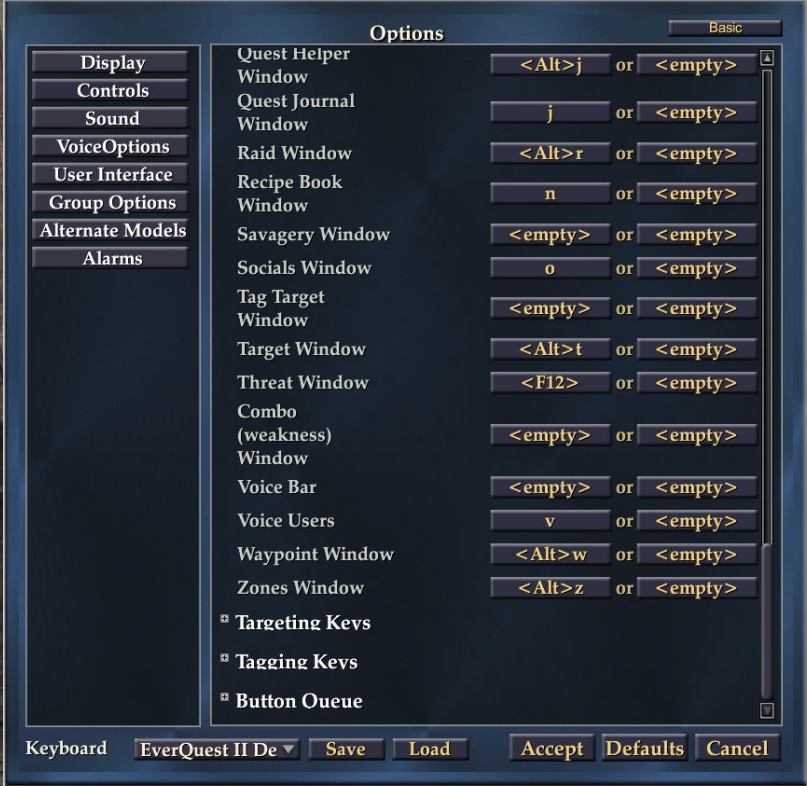 Options
Basic
Display
Controls
Sound
VoiceOptions
User Interface
Group Options
Alternate Models
Alarms
Quest Helper
Window
<Alt>j or <empty>
Quest Journal
Window
j or <empty>
Raid Window <Alt>r or <empty>
Recipe Book
Window
n or <empty>
Savagery Window <empty> or <empty>
Socials Window o or <empty>
Tag Target
Window
<empty> or <empty>
Target Window <Alt>t or <empty>
Threat Window <F12> or <empty>
Combo
(weakness)
Window
<empty> or <empty>
Voice Bar <empty> or <empty>
Voice Users v or <empty>
Waypoint Window <Alt>w or <empty>
Zones Window <Alt>z or <empty>
Targeting Keys
Tagging Keys
Button Queue
Keyboard EverQuest II De Save Load Accept Defaults Cancel